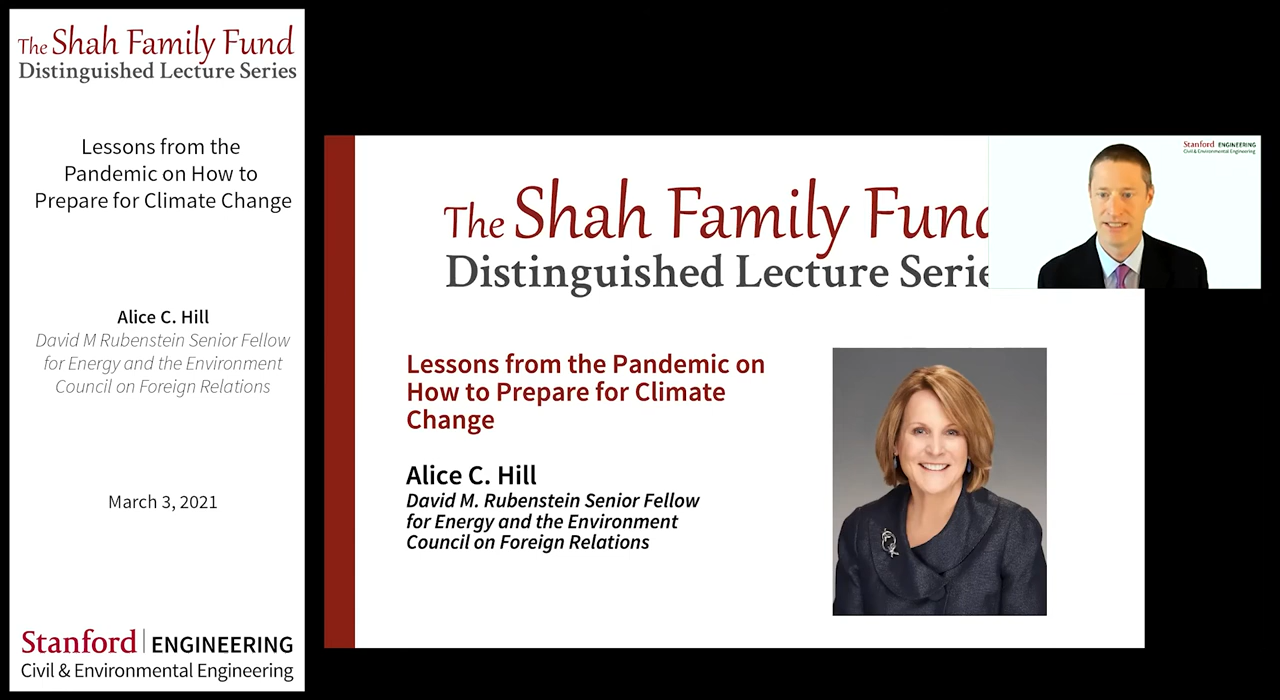 The Shah Family Fund
Distinguished Lecture Series
Lessons from the
Pandemic on How to
Prepare for Climate Change
Alice C. Hill
David M Rubenstein Senior Fellow
for Energy and the Environment
Council on Foreign Relations
March 3, 2021
Stanford | ENGINEERING
Civil & Environmental Engineering
The Shah Family Fund
Distinguished Lecture Serie
Lessons from the Pandemic on
How to Prepare for Climate
Change
Alice C. Hill
David M. Rubenstein Senior Fellow
for Energy and the Environment
Council on Foreign Relations
Stanford ENGINEERING
Civil & Environmental Engineering